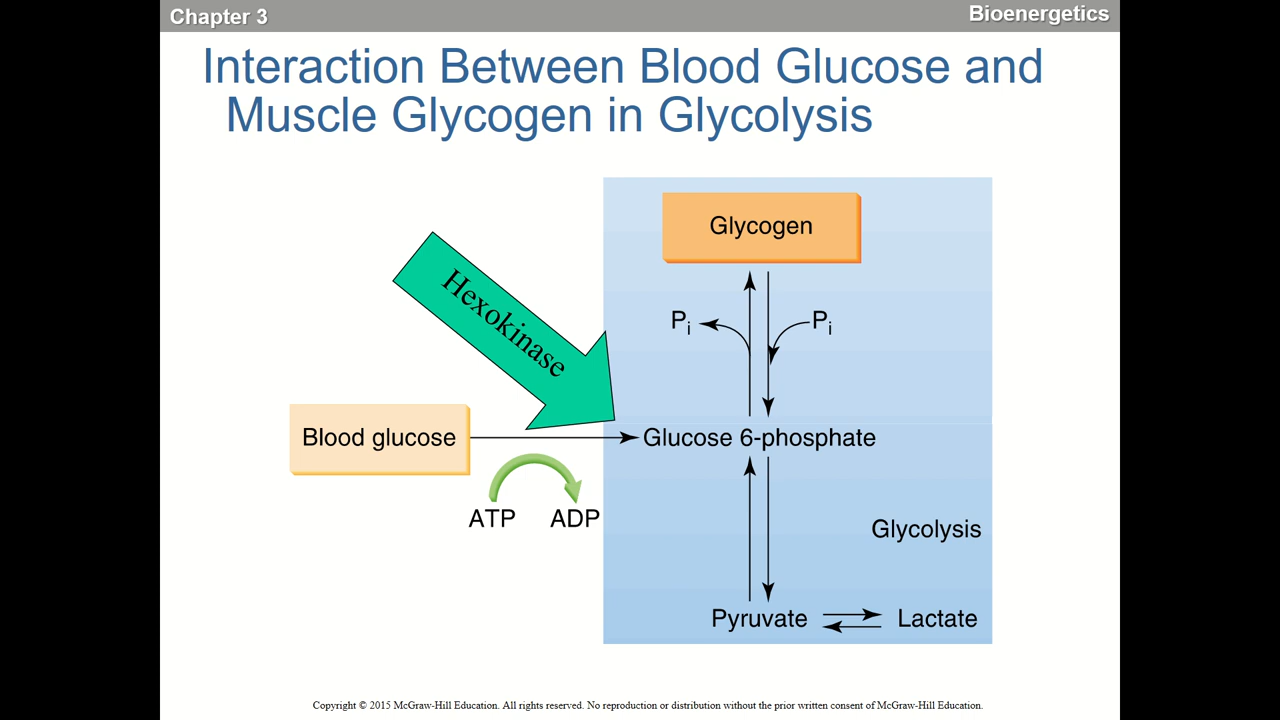 Chapter 3
Bioenergetics
Interaction Between Blood Glucose and
Muscle Glycogen in Glycolysis
Glycogen
Hexokinase
Pi
Pi
Blood glucose
Glucose 6-phosphate
ATP
ADP
Glycolysis
Pyruvate
Lactate
Copyright © 2015 McGraw-Hill Education. All rights reserved. No reproduction or distribution without the prior written consent of McGraw-Hill Education.